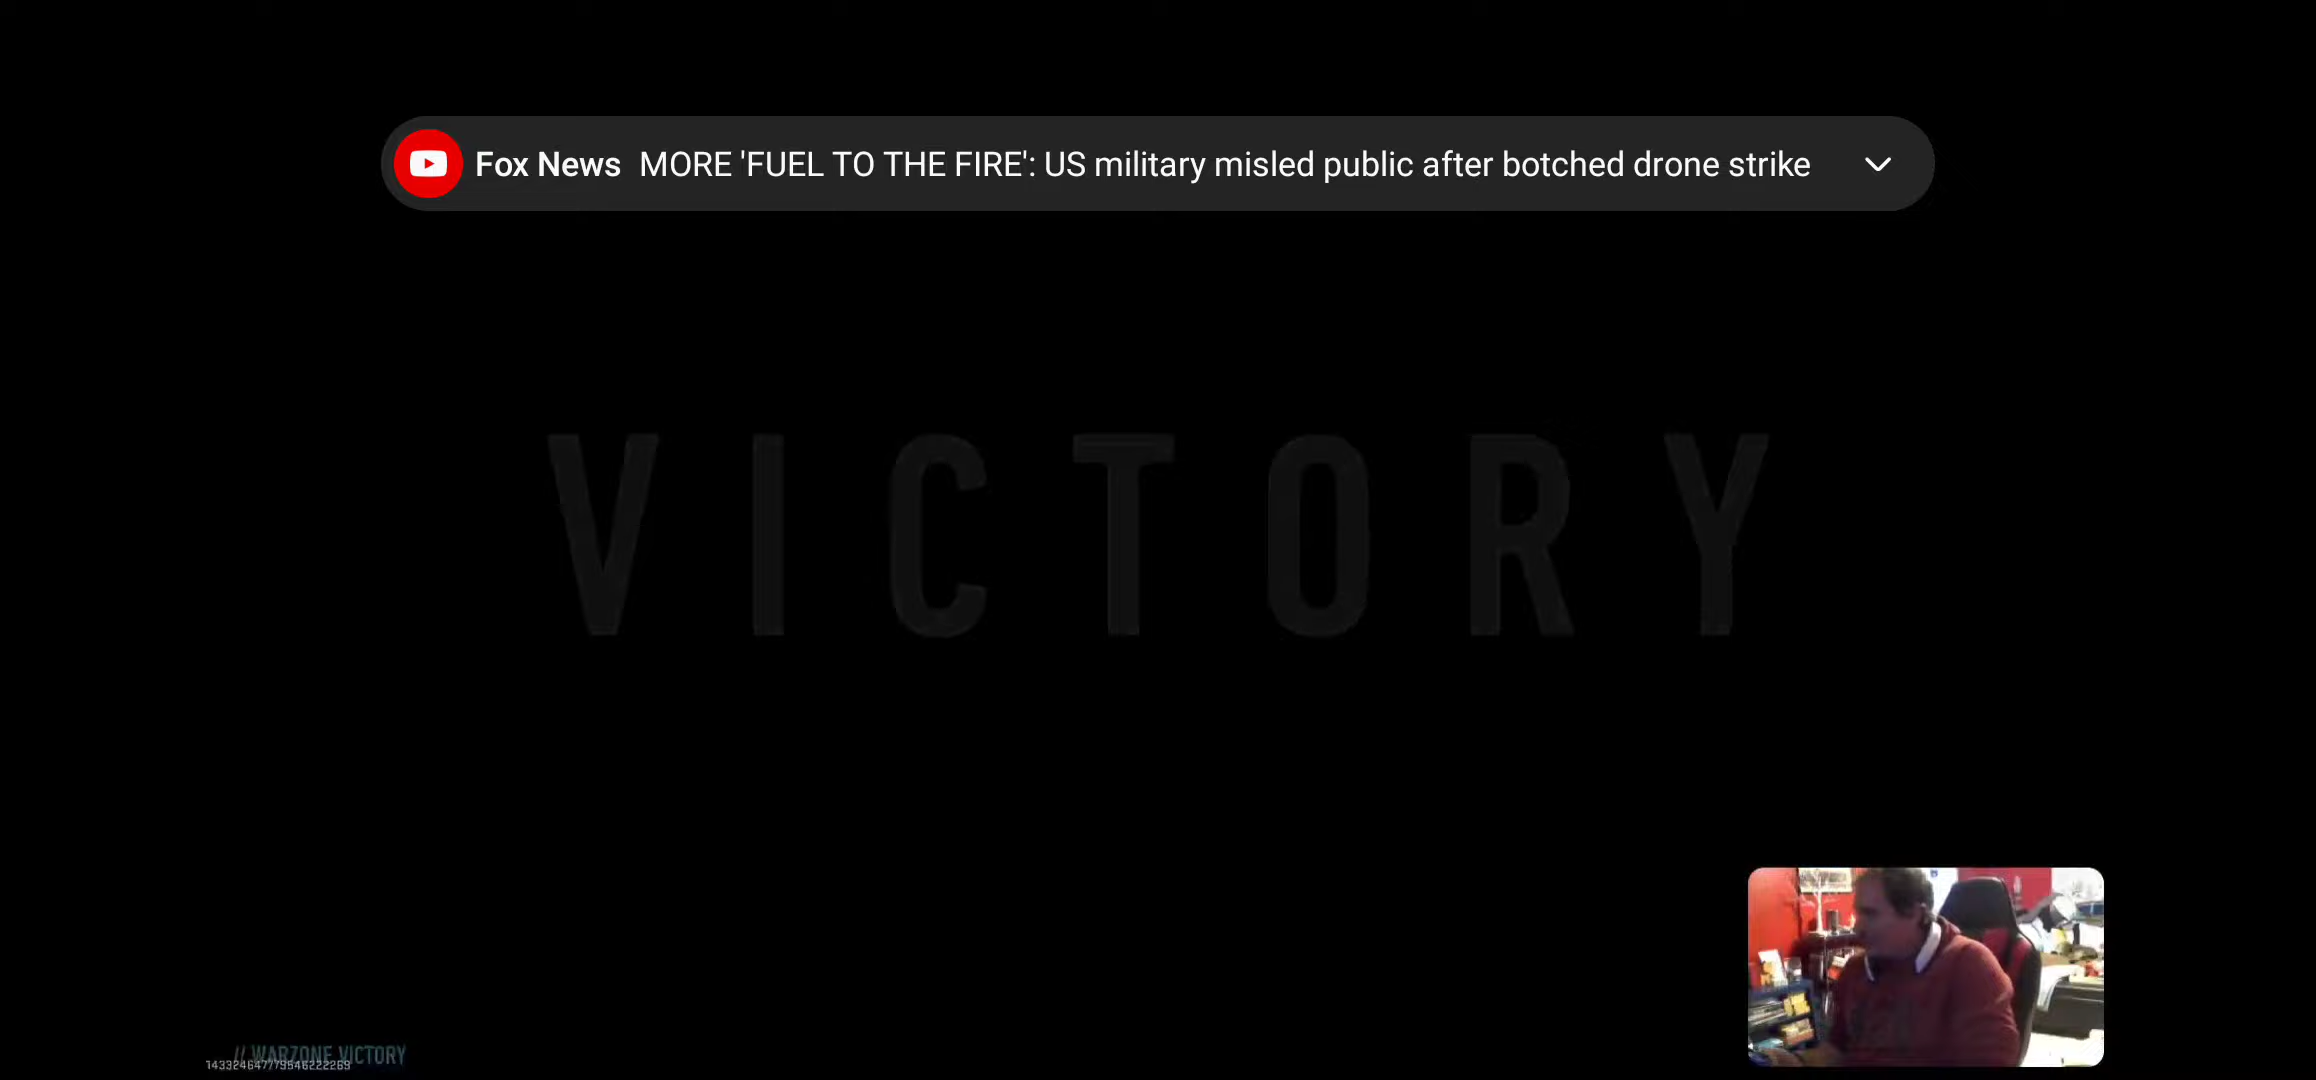 Fox News MORE 'FUEL TO THE FIRE': US military misled public after botched drone strike
VICTORY
// WARZONE VICTORY